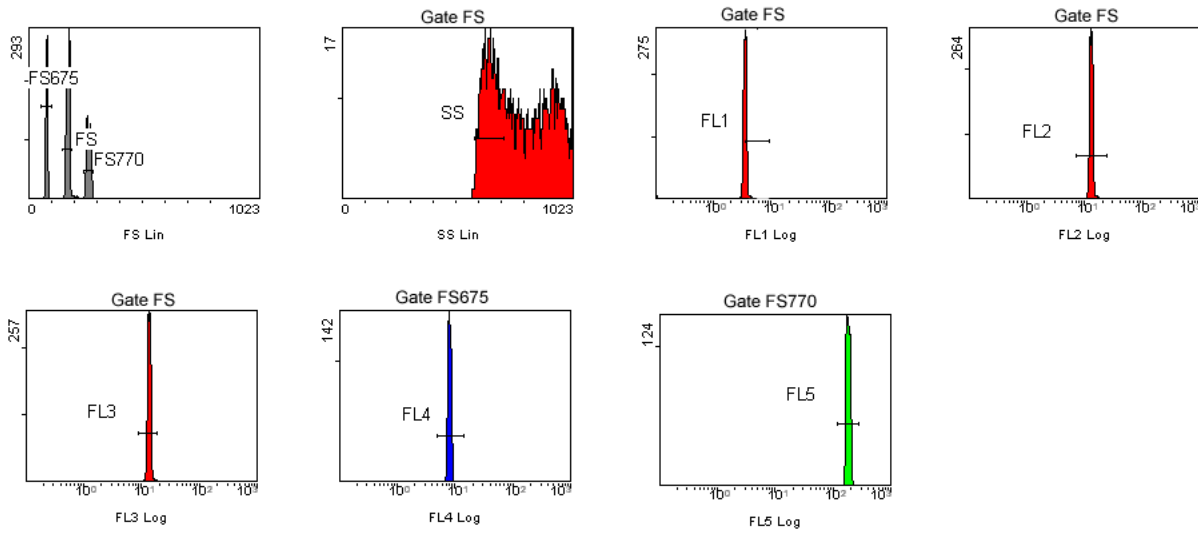 293
-FS675
FS
FS770
0 1023
FS Lin
Gate FS
17
SS
0 1023
SS Lin
Gate FS
275
FL1
10⁰ 10¹ 10² 10³
FL1 Log
Gate FS
264
FL2
10⁰ 10¹ 10² 10³
FL2 Log
Gate FS
257
FL3
10⁰ 10¹ 10² 10³
FL3 Log
Gate FS675
142
FL4
10⁰ 10¹ 10² 10³
FL4 Log
Gate FS770
124
FL5
10⁰ 10¹ 10² 10³
FL5 Log